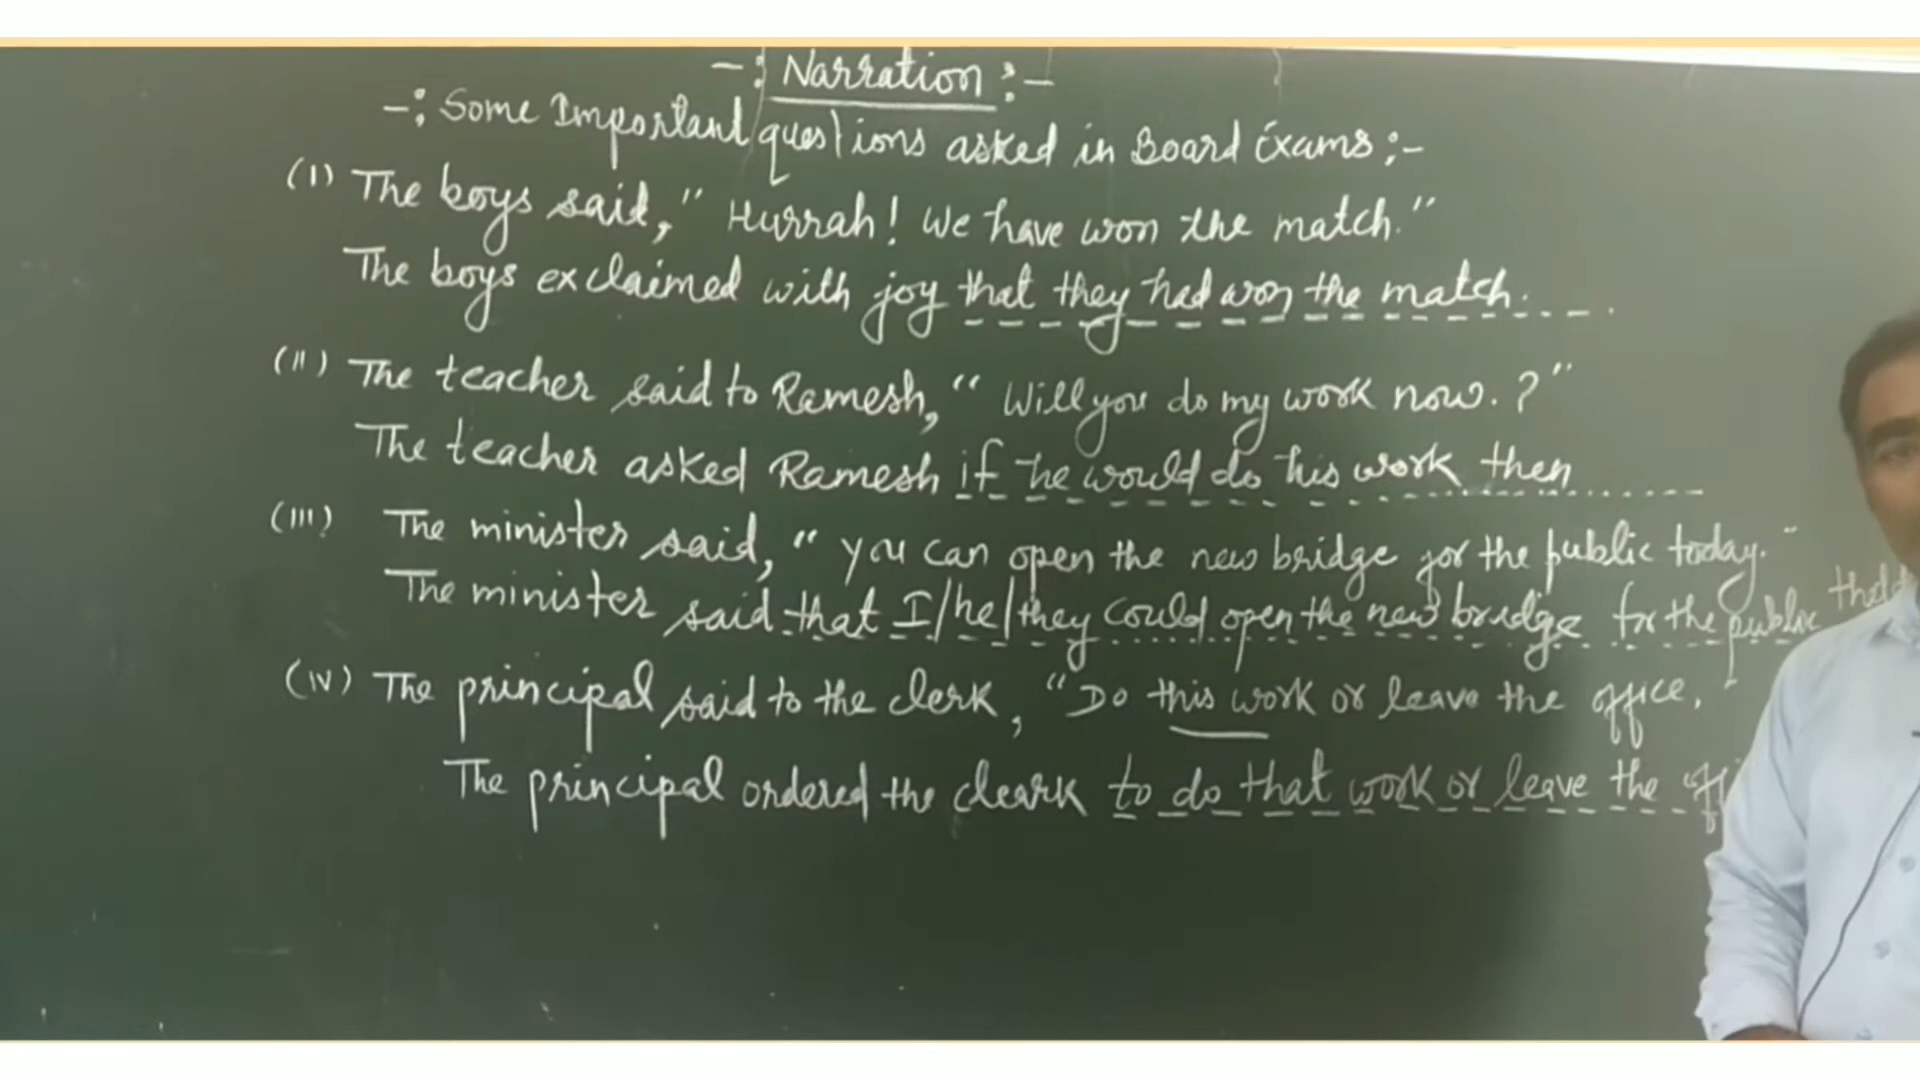 -: Narration :-
-: Some Important questions asked in Board Exams :-
(I) The boys said, " Hurrah! We have won the match."
The boys exclaimed with joy that they had won the match.
(II) The teacher said to Ramesh, " Will you do my work now.?"
The teacher asked Ramesh if he would do his work then
(III) The minister said, " you can open the new bridge for the public today."
The minister said that I/he/they could open the new bridge for the public
(IV) The principal said to the clerk, "Do this work or leave the office."
The principal ordered the cleark to do that work or leave the